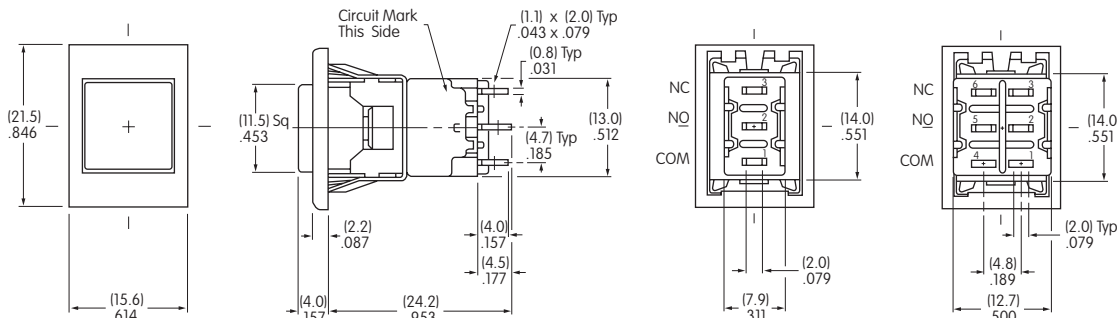 (21.5)
.846
(15.6)
.614
Circuit Mark
This Side
(1.1) x (2.0) Typ
.043 x .079
(0.8) Typ
.031
(11.5) Sq
.453
(4.7) Typ
.185
(13.0)
.512
(2.2)
.087
(4.0)
.157
(4.5)
.177
(4.0)
.157
(24.2)
.953
NC
NO
COM
3
2
1
(14.0)
.551
(2.0)
.079
(7.9)
.311
NC
NO
COM
6
3
5
2
4
1
(14.0
.551
(2.0) Typ
.079
(4.8)
.189
(12.7)
.500